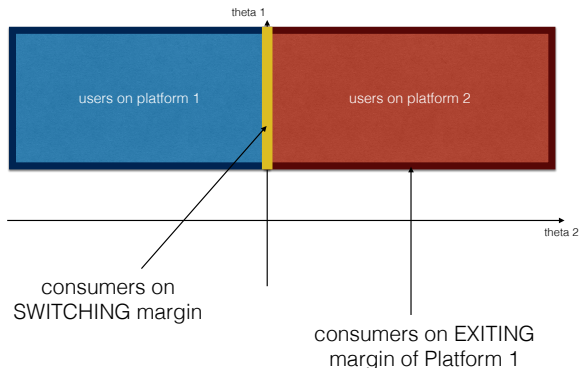 theta 1
users on platform 1
users on platform 2
theta 2
consumers on
SWITCHING margin
consumers on EXITING
margin of Platform 1